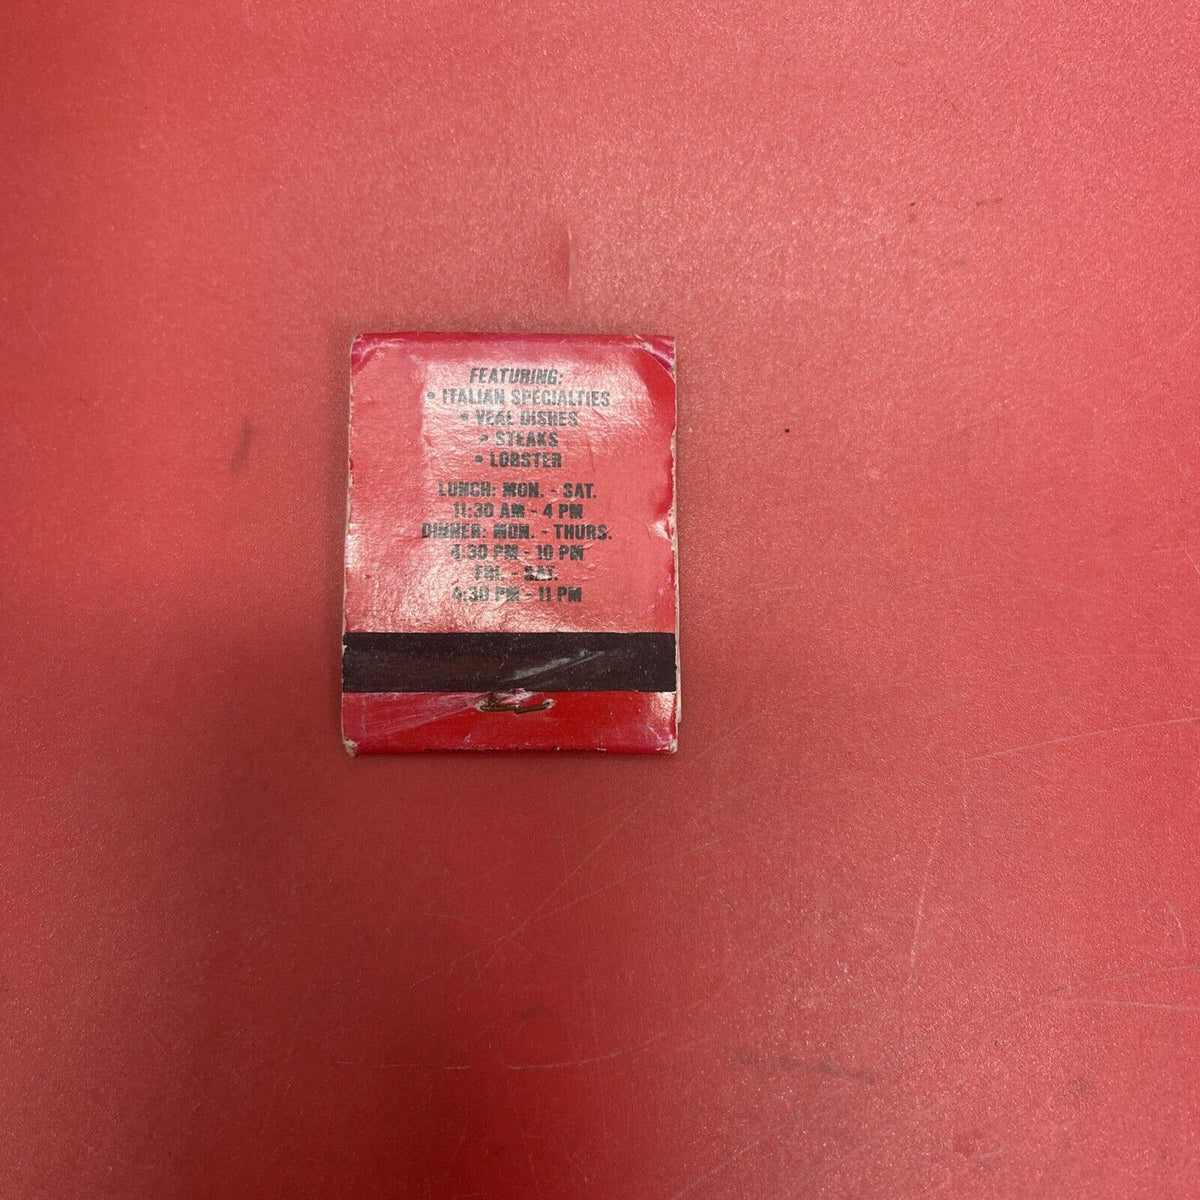 FEATURING:
• ITALIAN SPECIALTIES
• VEAL DISHES
• STEAKS
• LOBSTER
LUNCH: MON. - SAT.
11:30 AM - 4 PM
DINNER: MON. - THURS.
4:30 PM - 10 PM
FRI. - SAT.
4:30 PM - 11 PM